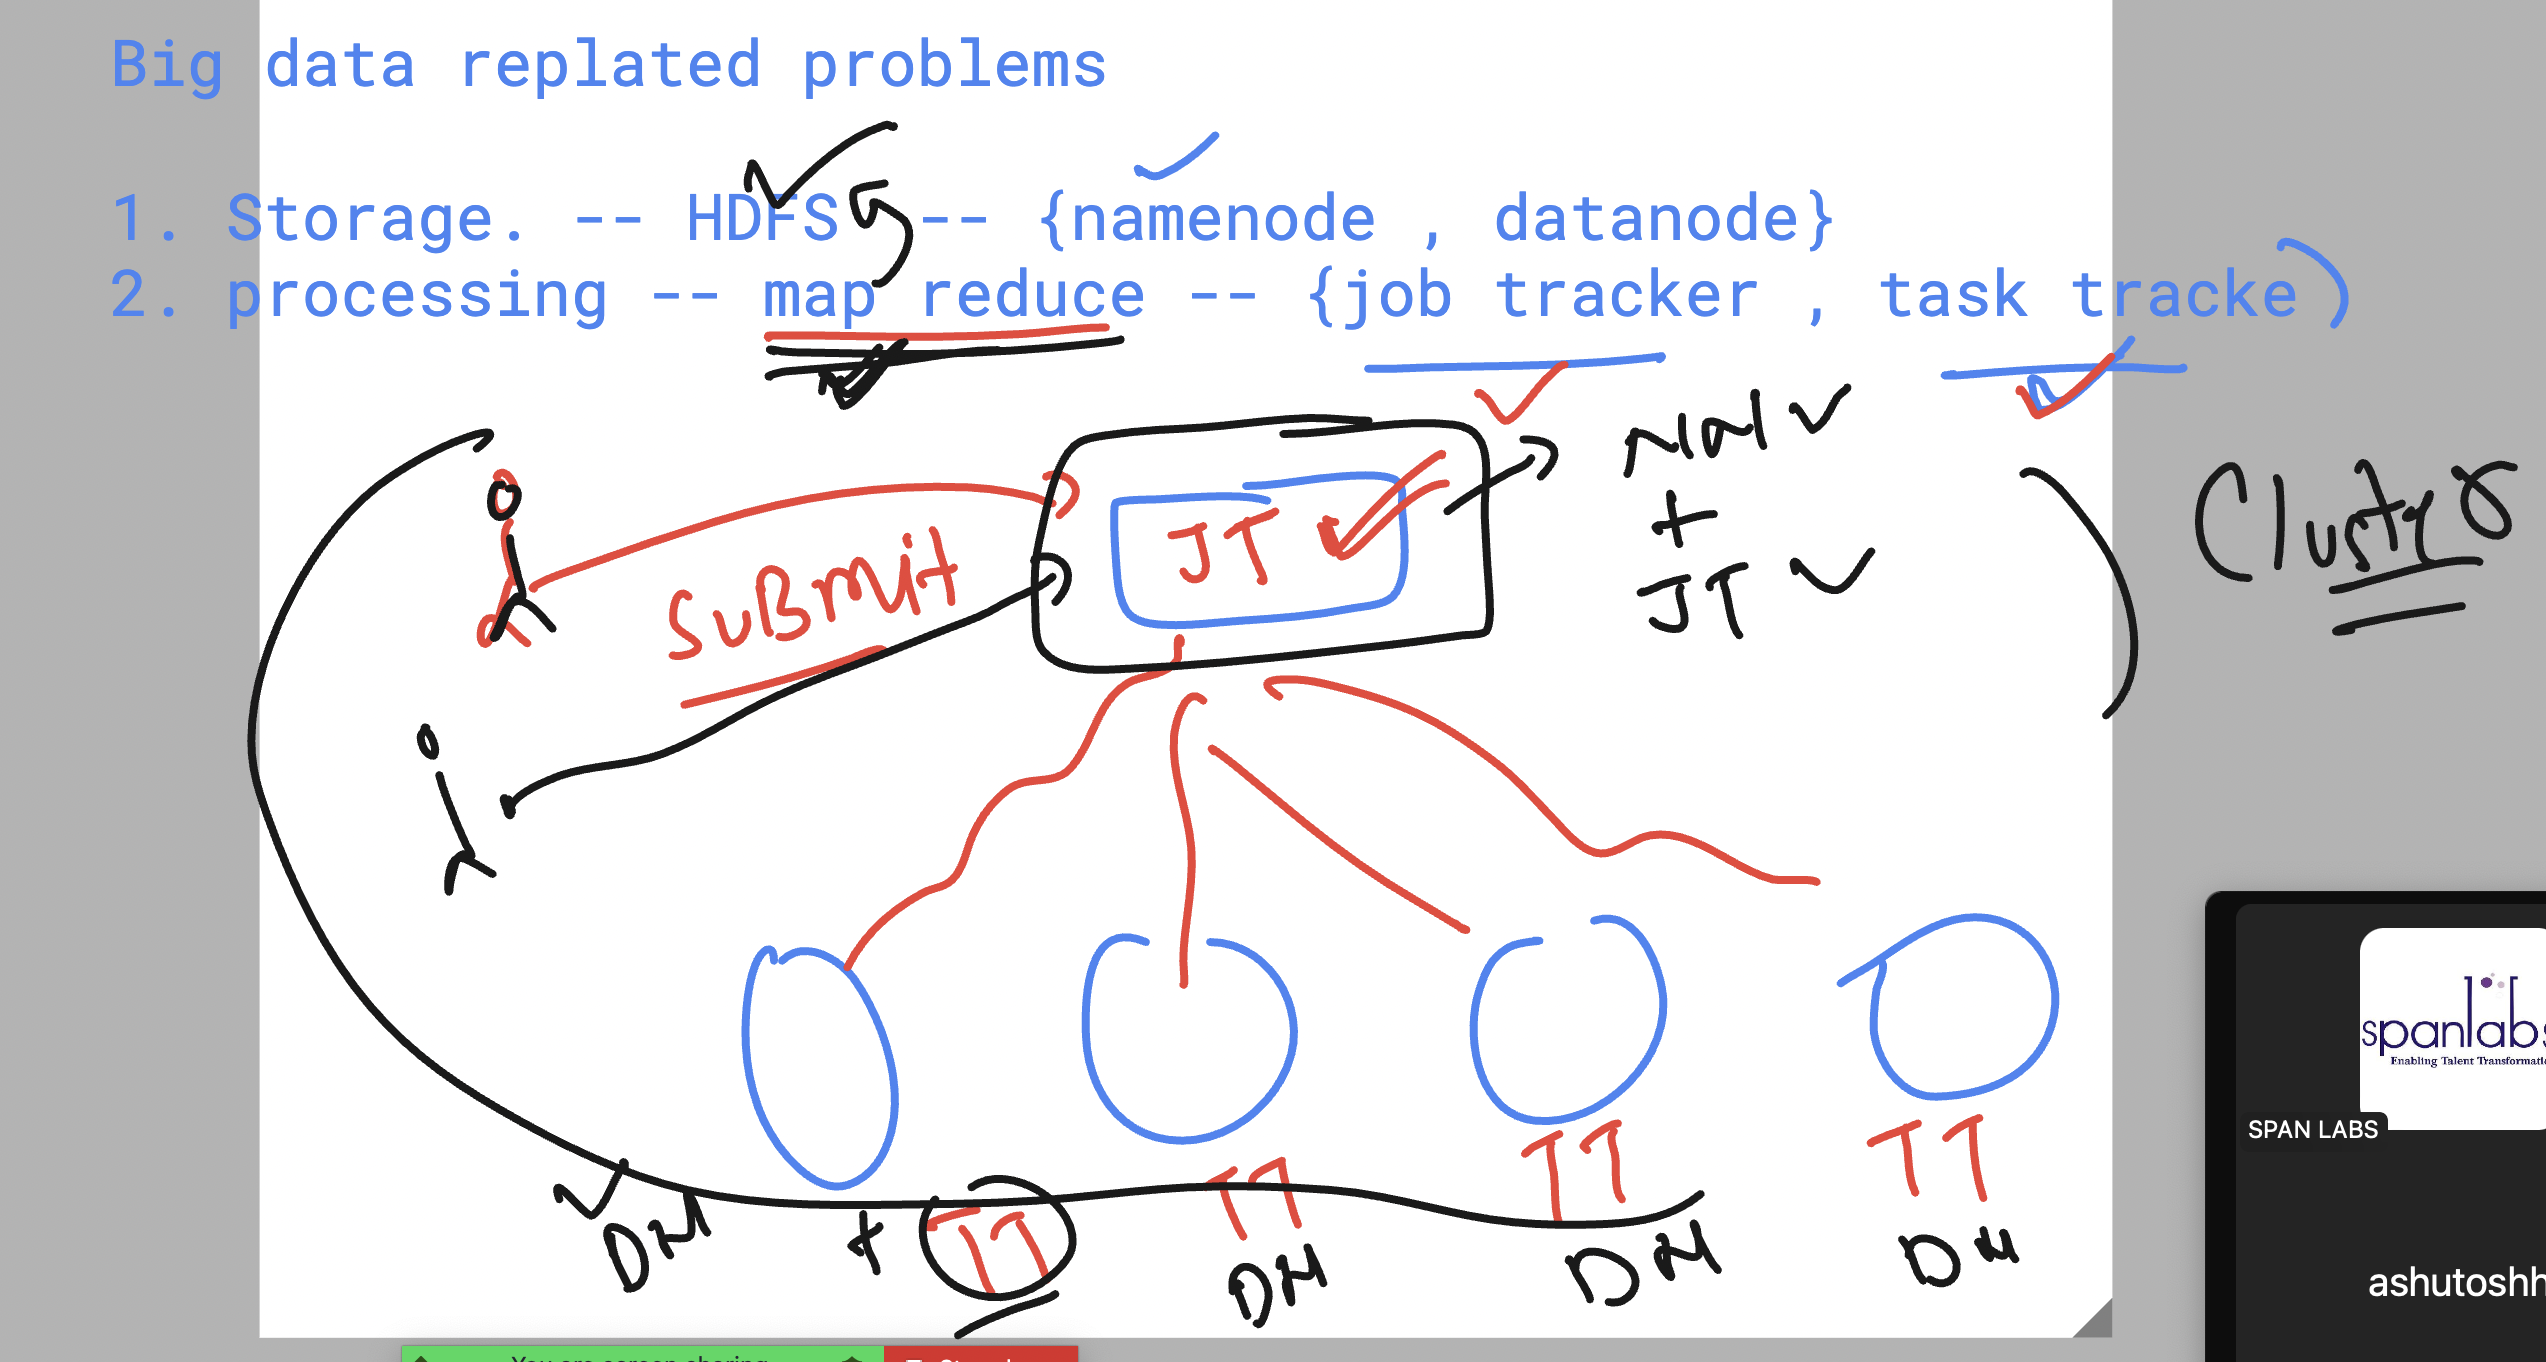 Big data replated problems
1. Storage. -- HDFS -- {namenode , datanode}
2. processing -- map reduce -- {job tracker , task tracke)
NN
+
JT
Cluster
JT
SuBmit
TT
TT
TT
DN + TT
DN
DN
DN
spanlabs
Enabling Talent Transformati
SPAN LABS
ashutoshh
You are screen sharing